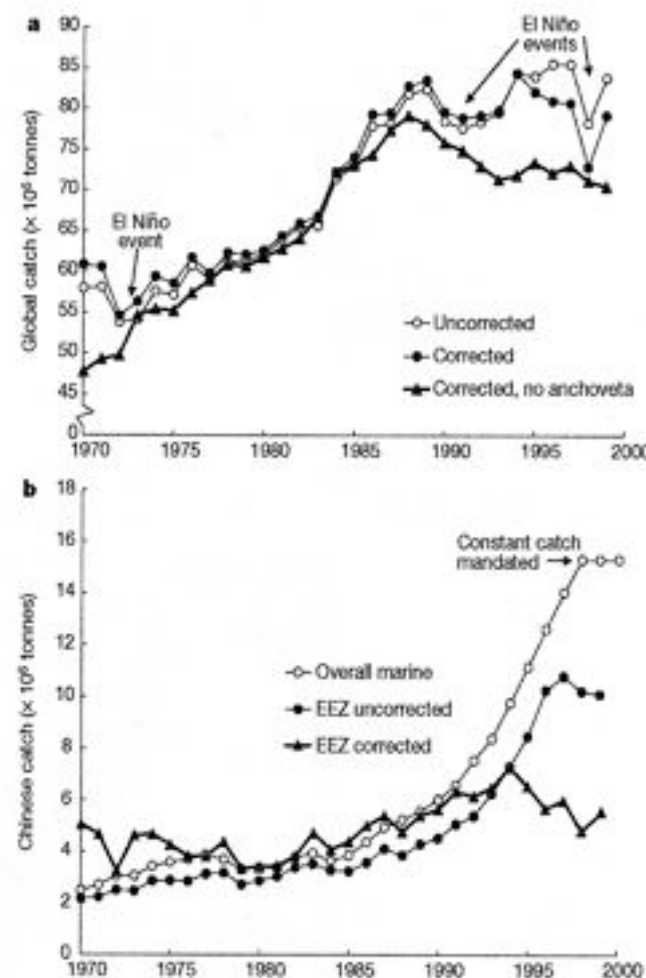 a
90
85
80
75
70
65
60
55
50
45
0
Global catch (× 10⁶ tonnes)
El Niño
event
El Niño
events
Uncorrected
Corrected
Corrected, no anchoveta
1970 1975 1980 1985 1990 1995 2000
b
18
16
14
12
10
8
6
4
2
0
Chinese catch (× 10⁶ tonnes)
Constant catch
mandated
Overall marine
EEZ uncorrected
EEZ corrected
1970 1975 1980 1985 1990 1995 2000